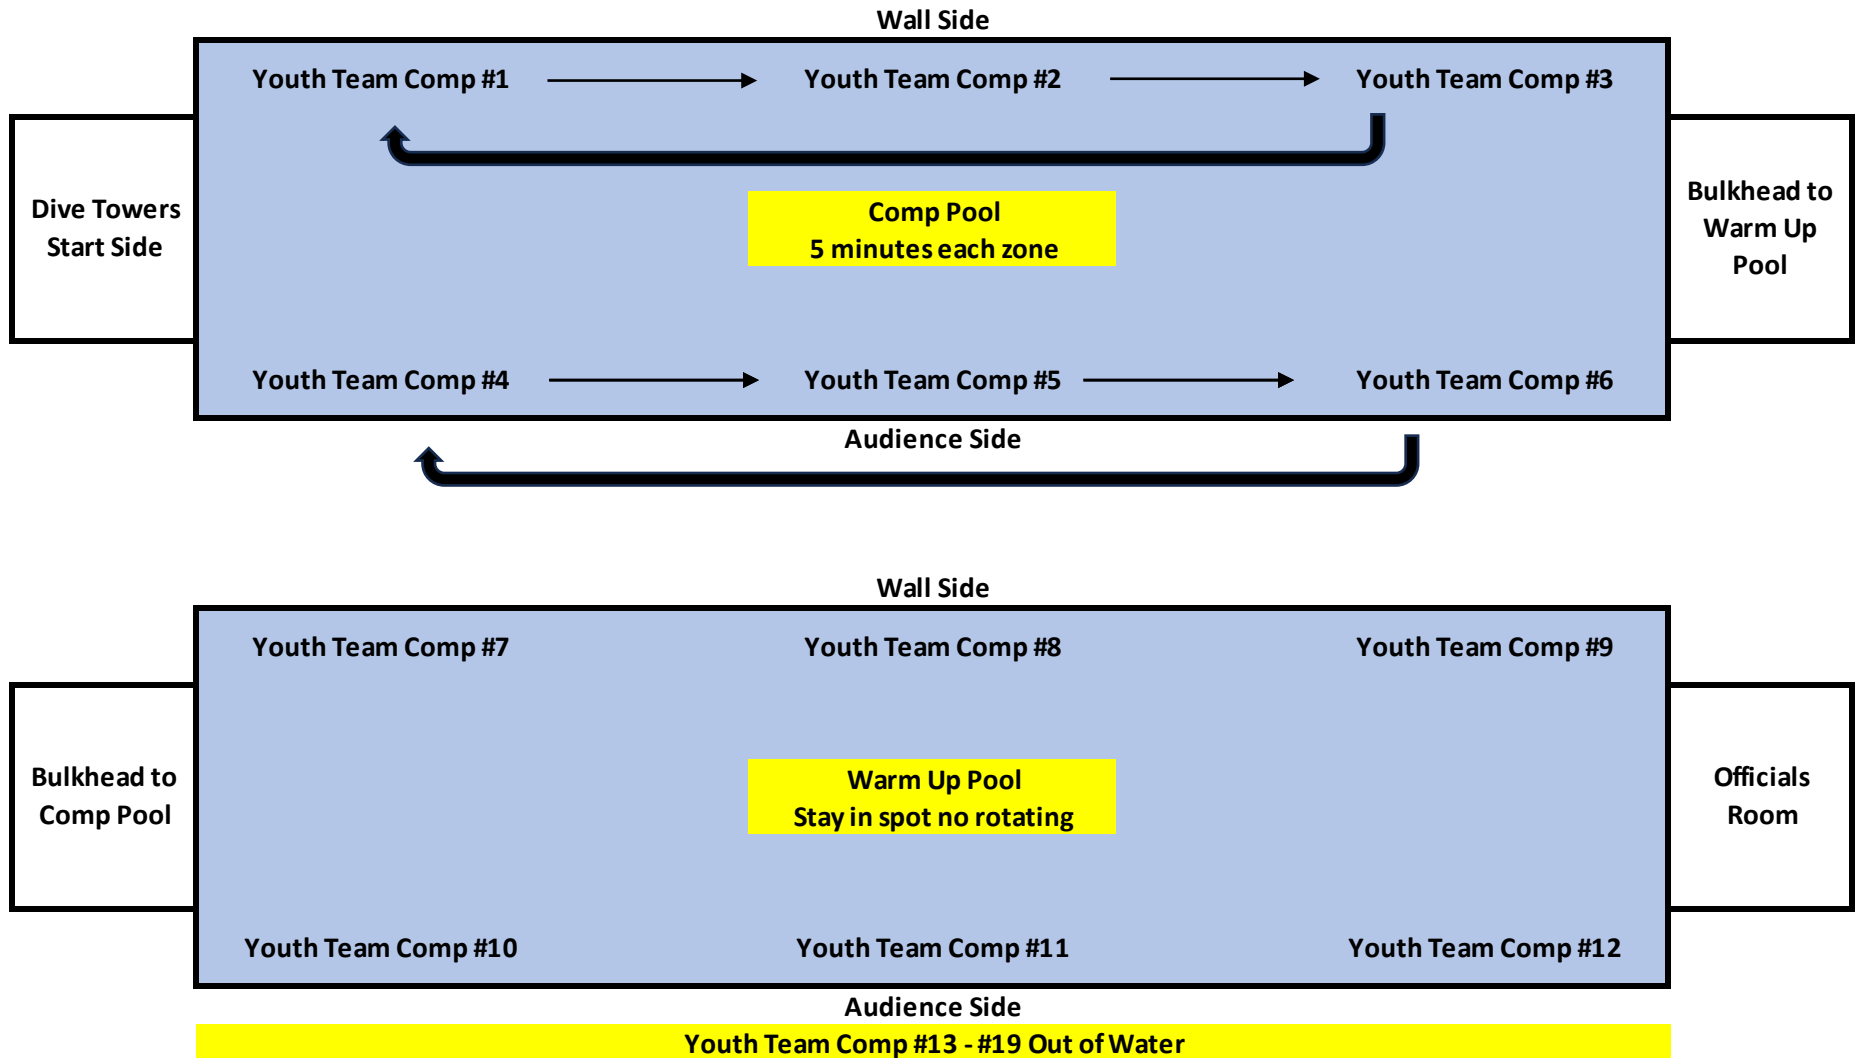 Wall Side
Youth Team Comp #1
Youth Team Comp #2
Youth Team Comp #3
Dive Towers
Start Side
Comp Pool
5 minutes each zone
Bulkhead to
Warm Up
Pool
Youth Team Comp #4
Youth Team Comp #5
Youth Team Comp #6
Audience Side
Wall Side
Youth Team Comp #7
Youth Team Comp #8
Youth Team Comp #9
Bulkhead to
Comp Pool
Warm Up Pool
Stay in spot no rotating
Officials
Room
Youth Team Comp #10
Youth Team Comp #11
Youth Team Comp #12
Audience Side
Youth Team Comp #13 - #19 Out of Water